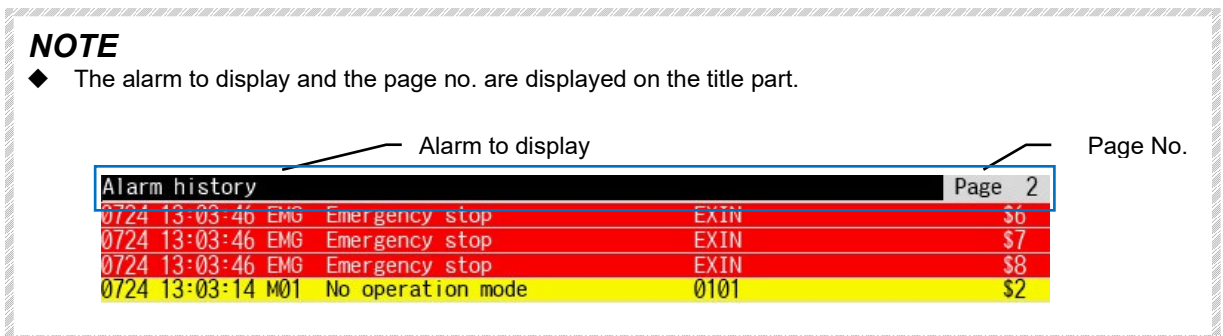 NOTE
◆ The alarm to display and the page no. are displayed on the title part.
Alarm to display Page No.
Alarm history Page 2
0724 13:03:46 EMG Emergency stop EXIN $6
0724 13:03:46 EMG Emergency stop EXIN $7
0724 13:03:46 EMG Emergency stop EXIN $8
0724 13:03:14 M01 No operation mode 0101 $2